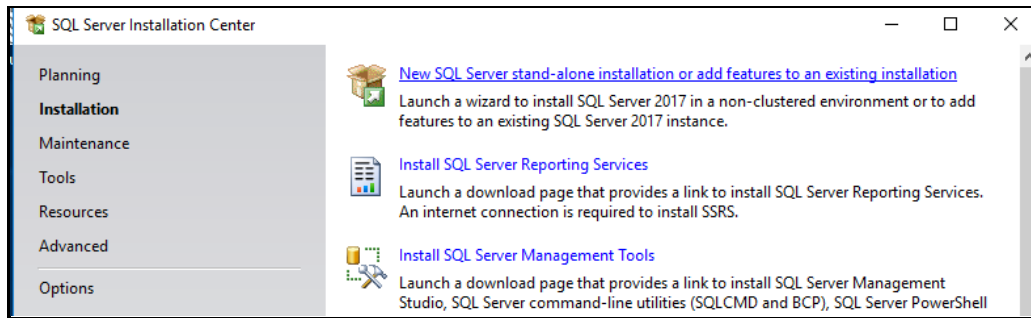 SQL Server Installation Center
Planning
Installation
Maintenance
Tools
Resources
Advanced
Options
New SQL Server stand-alone installation or add features to an existing installation
Launch a wizard to install SQL Server 2017 in a non-clustered environment or to add
features to an existing SQL Server 2017 instance.
Install SQL Server Reporting Services
Launch a download page that provides a link to install SQL Server Reporting Services.
An internet connection is required to install SSRS.
Install SQL Server Management Tools
Launch a download page that provides a link to install SQL Server Management
Studio, SQL Server command-line utilities (SQLCMD and BCP), SQL Server PowerShell